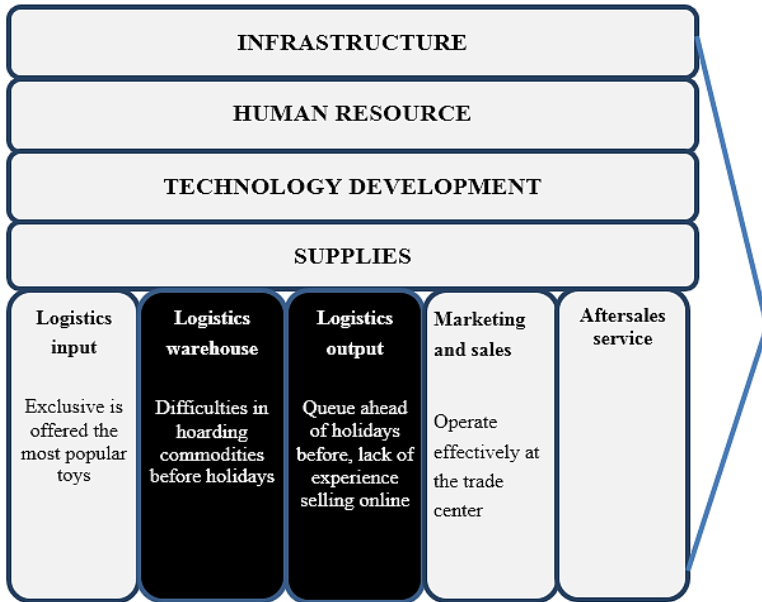 INFRASTRUCTURE
HUMAN RESOURCE
TECHNOLOGY DEVELOPMENT
SUPPLIES
Logistics
input
Exclusive is
offered the
most popular
toys
Logistics
warehouse
Difficulties in
hoarding
commodities
before holidays
Logistics
output
Queue ahead
of holidays
before, lack of
experience
selling online
Marketing
and sales
Operate
effectively at
the trade
center
Aftersales
service